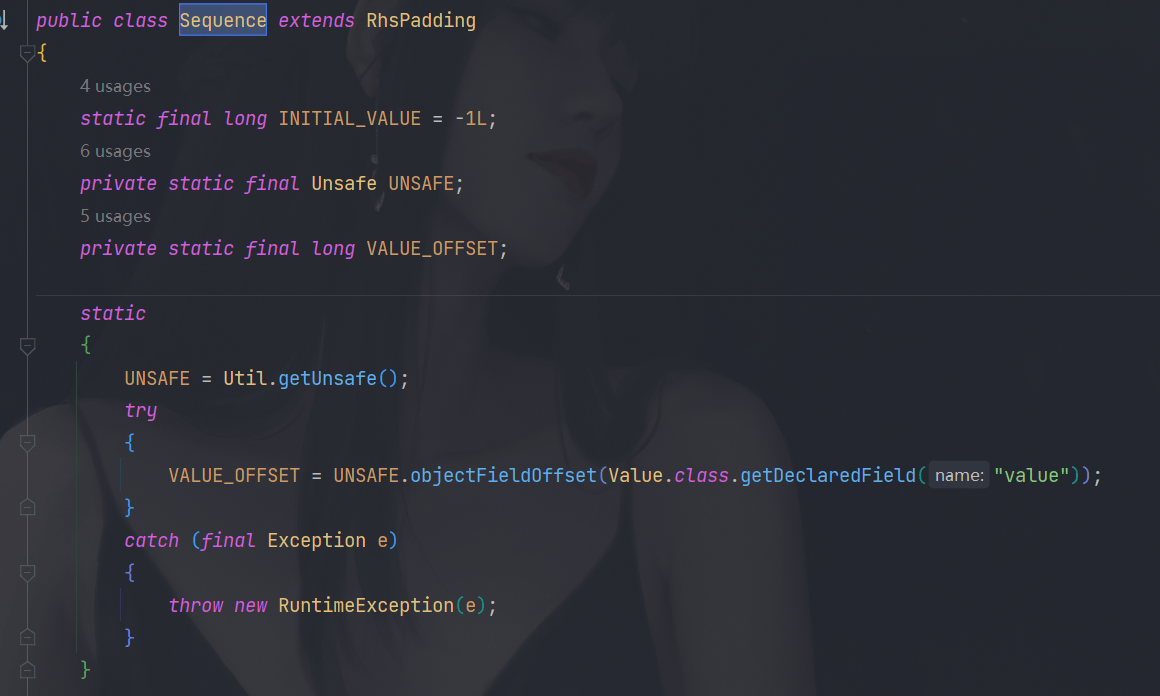 public class Sequence extends RhsPadding
{
4 usages
static final long INITIAL_VALUE = -1L;
6 usages
private static final Unsafe UNSAFE;
5 usages
private static final long VALUE_OFFSET;
static
{
UNSAFE = Util.getUnsafe();
try
{
VALUE_OFFSET = UNSAFE.objectFieldOffset(Value.class.getDeclaredField( name: "value"));
}
catch (final Exception e)
{
throw new RuntimeException(e);
}
}